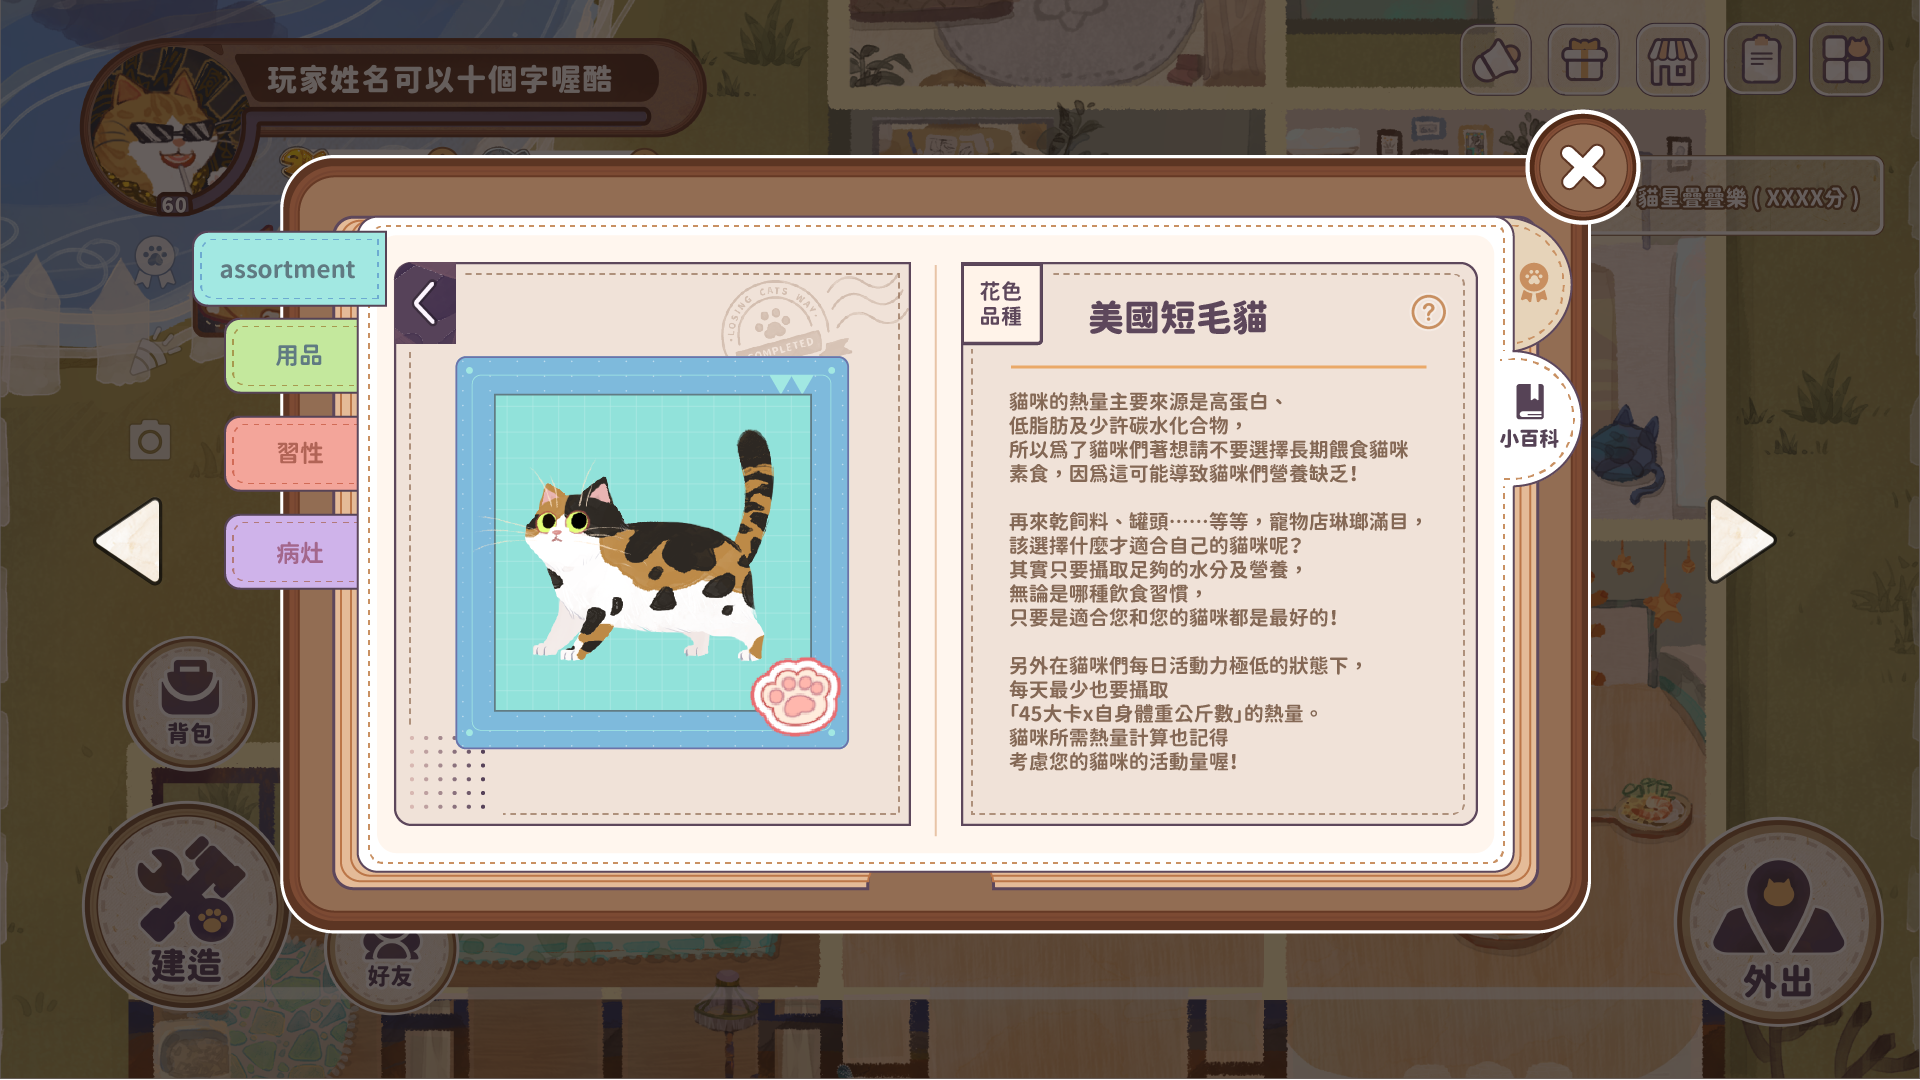 玩家姓名可以十個字喔酷
60
貓星疊疊樂 ( XXXX分 )
assortment
用品
習性
病灶
LOSING CATS WAY
COMPLETED
花色
品種
美國短毛貓
?
貓咪的熱量主要來源是高蛋白、
低脂肪及少許碳水化合物，
所以為了貓咪們著想請不要選擇長期餵食貓咪
素食，因為這可能導致貓咪們營養缺乏！
再來乾飼料、罐頭……等等，寵物店琳瑯滿目，
該選擇什麼才適合自己的貓咪呢？
其實只要攝取足夠的水分及營養，
無論是哪種飲食習慣，
只要是適合您和您的貓咪都是最好的！
另外在貓咪們每日活動力極低的狀態下，
每天最少也要攝取
「45大卡x自身體重公斤數」的熱量。
貓咪所需熱量計算也記得
考慮您的貓咪的活動量喔！
小百科
背包
建造
好友
外出